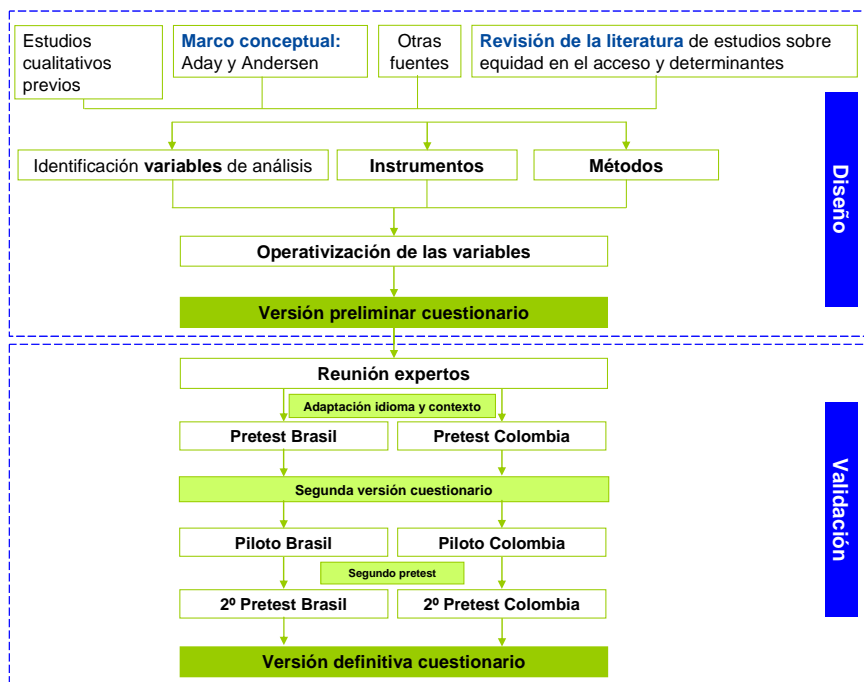 Estudios
cualitativos
previos
Marco conceptual:
Aday y Andersen
Otras
fuentes
Revisión de la literatura de estudios sobre
equidad en el acceso y determinantes
Identificación variables de análisis
Instrumentos
Métodos
Operativización de las variables
Versión preliminar cuestionario
Diseño
Reunión expertos
Adaptación idioma y contexto
Pretest Brasil
Pretest Colombia
Segunda versión cuestionario
Piloto Brasil
Piloto Colombia
Segundo pretest
2º Pretest Brasil
2º Pretest Colombia
Versión definitiva cuestionario
Validación